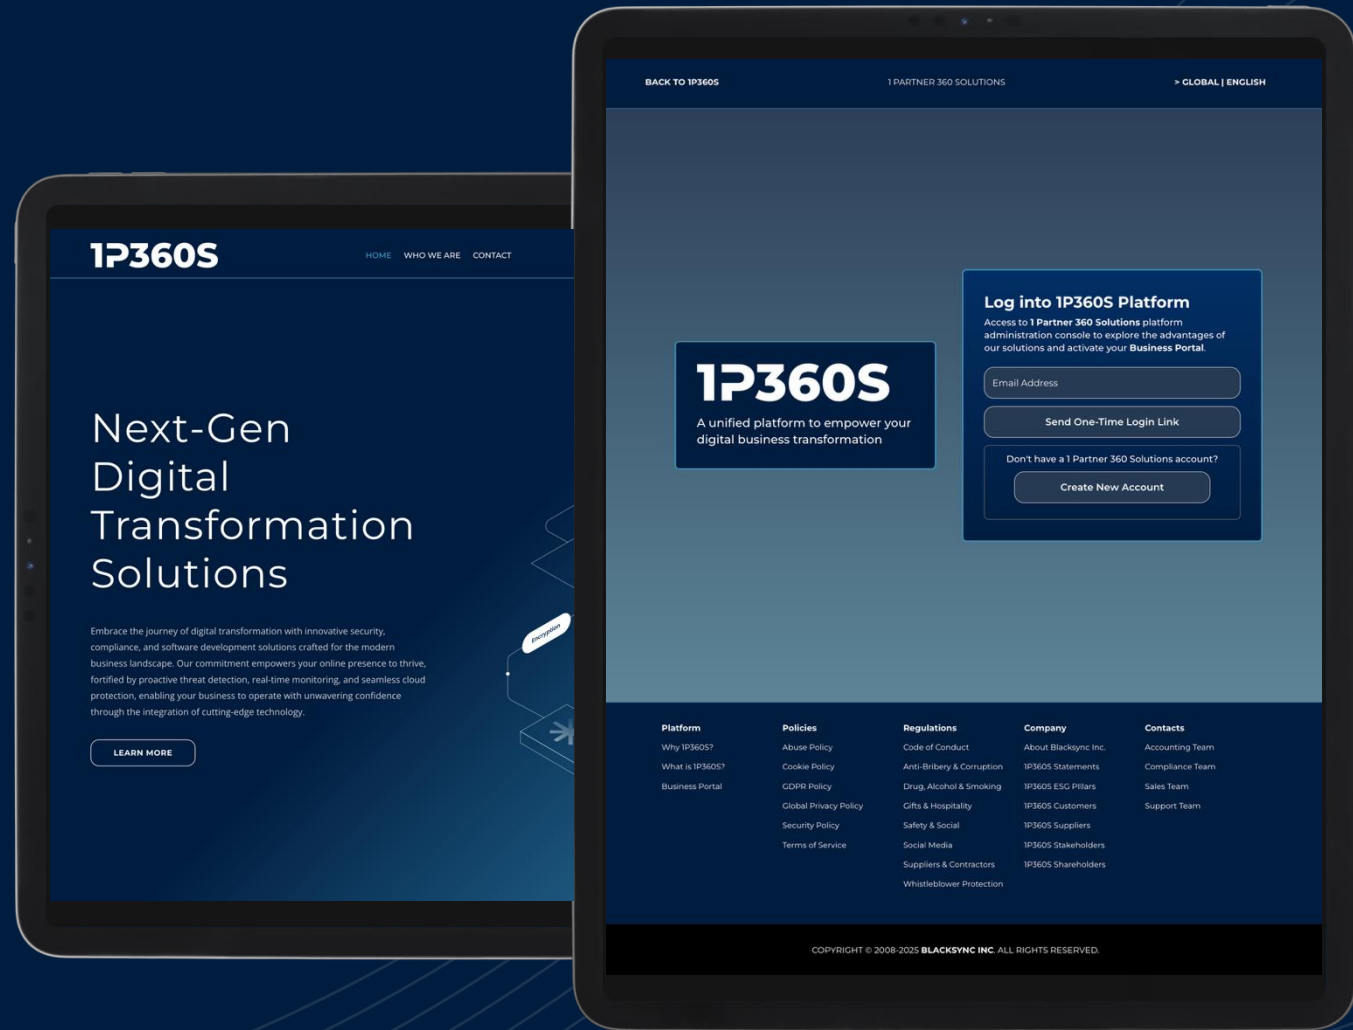 1P360S
HOME WHO WE ARE CONTACT
Next-Gen
Digital
Transformation
Solutions
Embrace the journey of digital transformation with innovative security,
compliance, and software development solutions crafted for the modern
business landscape. Our commitment empowers your online presence to thrive,
fortified by proactive threat detection, real-time monitoring, and seamless cloud
protection, enabling your business to operate with unwavering confidence
through the integration of cutting-edge technology.
LEARN MORE
Encryption
BACK TO 1P360S
1 PARTNER 360 SOLUTIONS
> GLOBAL | ENGLISH
1P360S
A unified platform to empower your
digital business transformation
Log into 1P360S Platform
Access to 1 Partner 360 Solutions platform
administration console to explore the advantages of
our solutions and activate your Business Portal.
Email Address
Send One-Time Login Link
Don't have a 1 Partner 360 Solutions account?
Create New Account
Platform
Why 1P360S?
What is 1P360S?
Business Portal
Policies
Abuse Policy
Cookie Policy
GDPR Policy
Global Privacy Policy
Security Policy
Terms of Service
Regulations
Code of Conduct
Anti-Bribery & Corruption
Drug, Alcohol & Smoking
Gifts & Hospitality
Safety & Social
Social Media
Suppliers & Contractors
Whistleblower Protection
Company
About Blacksync Inc.
1P360S Statements
1P360S ESG PIllars
1P360S Customers
1P360S Suppliers
1P360S Stakeholders
1P360S Shareholders
Contacts
Accounting Team
Compliance Team
Sales Team
Support Team
COPYRIGHT © 2008-2025 BLACKSYNC INC. ALL RIGHTS RESERVED.